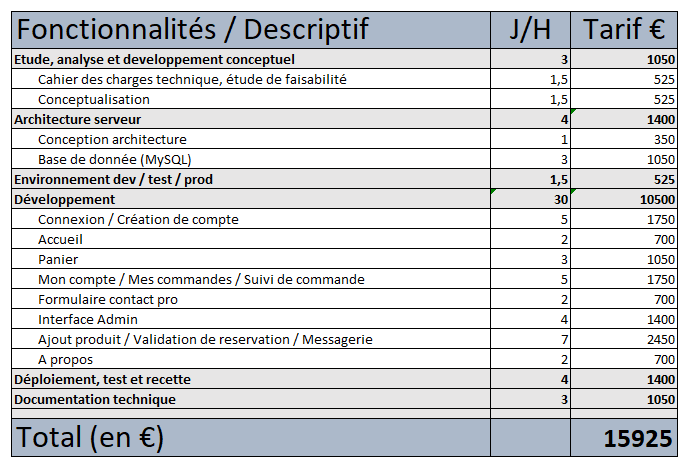 Fonctionnalités / Descriptif J/H Tarif €
Etude, analyse et developpement conceptuel 3 1050
Cahier des charges technique, étude de faisabilité 1,5 525
Conceptualisation 1,5 525
Architecture serveur 4 1400
Conception architecture 1 350
Base de donnée (MySQL) 3 1050
Environnement dev / test / prod 1,5 525
Développement 30 10500
Connexion / Création de compte 5 1750
Accueil 2 700
Panier 3 1050
Mon compte / Mes commandes / Suivi de commande 5 1750
Formulaire contact pro 2 700
Interface Admin 4 1400
Ajout produit / Validation de reservation / Messagerie 7 2450
A propos 2 700
Déploiement, test et recette 4 1400
Documentation technique 3 1050
Total (en €) 15925